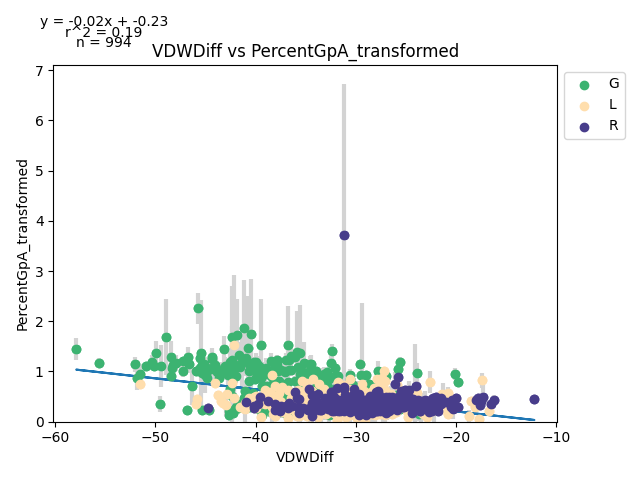 y = -0.02x + -0.23
r^2 = 0.19
n = 994
VDWDiff vs PercentGpA_transformed
PercentGpA_transformed
7
6
5
4
3
2
1
0
−60
−50
−40
−30
−20
−10
VDWDiff
G
L
R